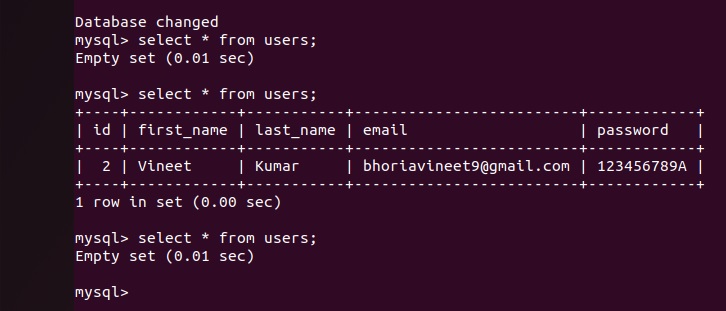 Database changed
mysql> select * from users;
Empty set (0.01 sec)
mysql> select * from users;
+----+------------+-----------+-------------------------+------------+
| id | first_name | last_name | email                   | password   |
+----+------------+-----------+-------------------------+------------+
|  2 | Vineet     | Kumar     | bhoriavineet9@gmail.com | 123456789A |
+----+------------+-----------+-------------------------+------------+
1 row in set (0.00 sec)
mysql> select * from users;
Empty set (0.01 sec)
mysql>